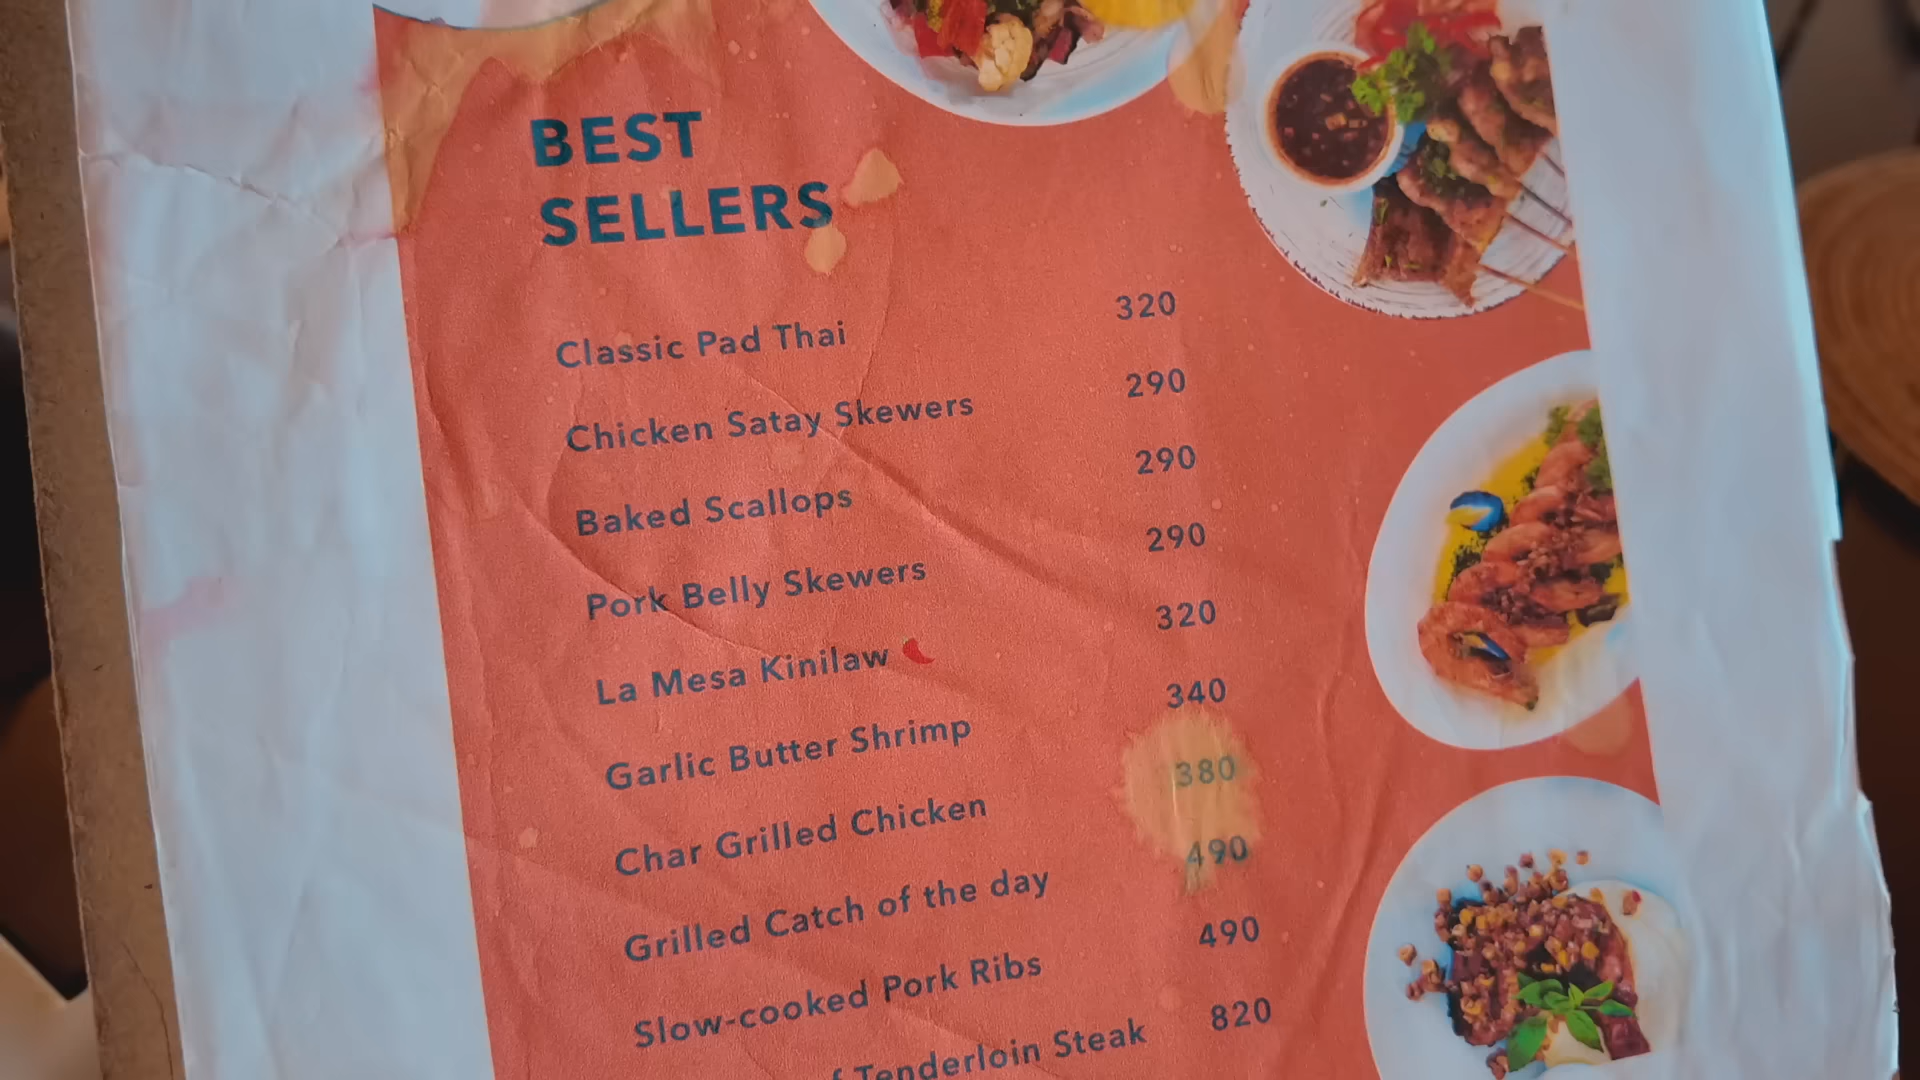 BEST
SELLERS
Classic Pad Thai 320
Chicken Satay Skewers 290
Baked Scallops 290
Pork Belly Skewers 290
La Mesa Kinilaw 320
Garlic Butter Shrimp 340
Char Grilled Chicken 380
Grilled Catch of the day 490
Slow-cooked Pork Ribs 490
Tenderloin Steak 820